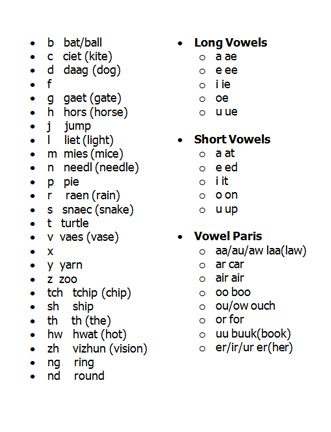 • b bat/ball
• c ciet (kite)
• d daag (dog)
• f
• g gaet (gate)
• h hors (horse)
• j jump
• l liet (light)
• m mies (mice)
• n needl (needle)
• p pie
• r raen (rain)
• s snaec (snake)
• t turtle
• v vaes (vase)
• x
• y yarn
• z zoo
• tch tchip (chip)
• sh ship
• th th (the)
• hw hwat (hot)
• zh vizhun (vision)
• ng ring
• nd round
• Long Vowels
o a ae
o e ee
o i ie
o oe
o u ue
• Short Vowels
o a at
o e ed
o i it
o o on
o u up
• Vowel Paris
o aa/au/aw laa(law)
o ar car
o air air
o oo boo
o ou/ow ouch
o or for
o uu buuk(book)
o er/ir/ur er(her)